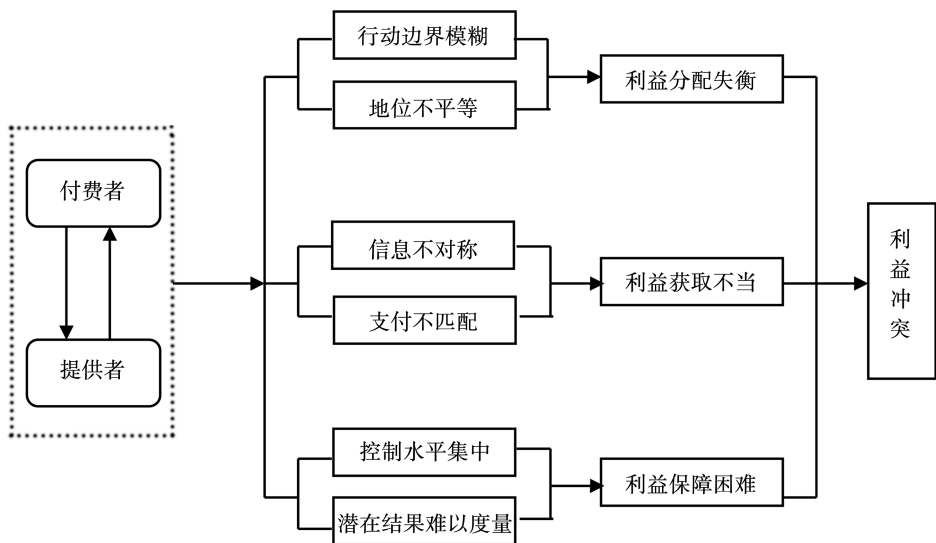 付费者
提供者
行动边界模糊
地位不平等
信息不对称
支付不匹配
控制水平集中
潜在结果难以度量
利益分配失衡
利益获取不当
利益保障困难
利
益
冲
突